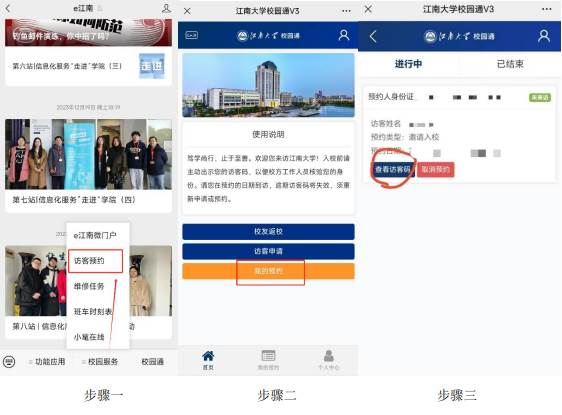 e江南
钓鱼邮件演练，你中招了吗？
第六站|信息化服务"走进"学院（三）
走进
2023年12月19日 晚上18:19
第七站|信息化服务"走进"学院（四）
e江南微门户
访客预约
维修任务
班车时刻表
小鼋在线
第八站 | 信息化
动
≡功能应用
≡校园服务
校园通
步骤一
江南大学校园通V3
江南大学 校园通
使用说明
笃学尚行，止于至善。欢迎您来访江南大学！入校前请
主动出示您的访客码，以便校方工作人员核验您的身
份。请您在预约的日期到访，逾期访客码将失效，须重
新申请或预约。
校友返校
访客申请
我的预约
首页
我的预约
个人中心
步骤二
江南大学校园通V3
江南大学 校园通
进行中
已结束
预约人身份证
未来访
访客姓名
预约类型：邀请入校
预约日期：
查看访客码
取消预约
步骤三